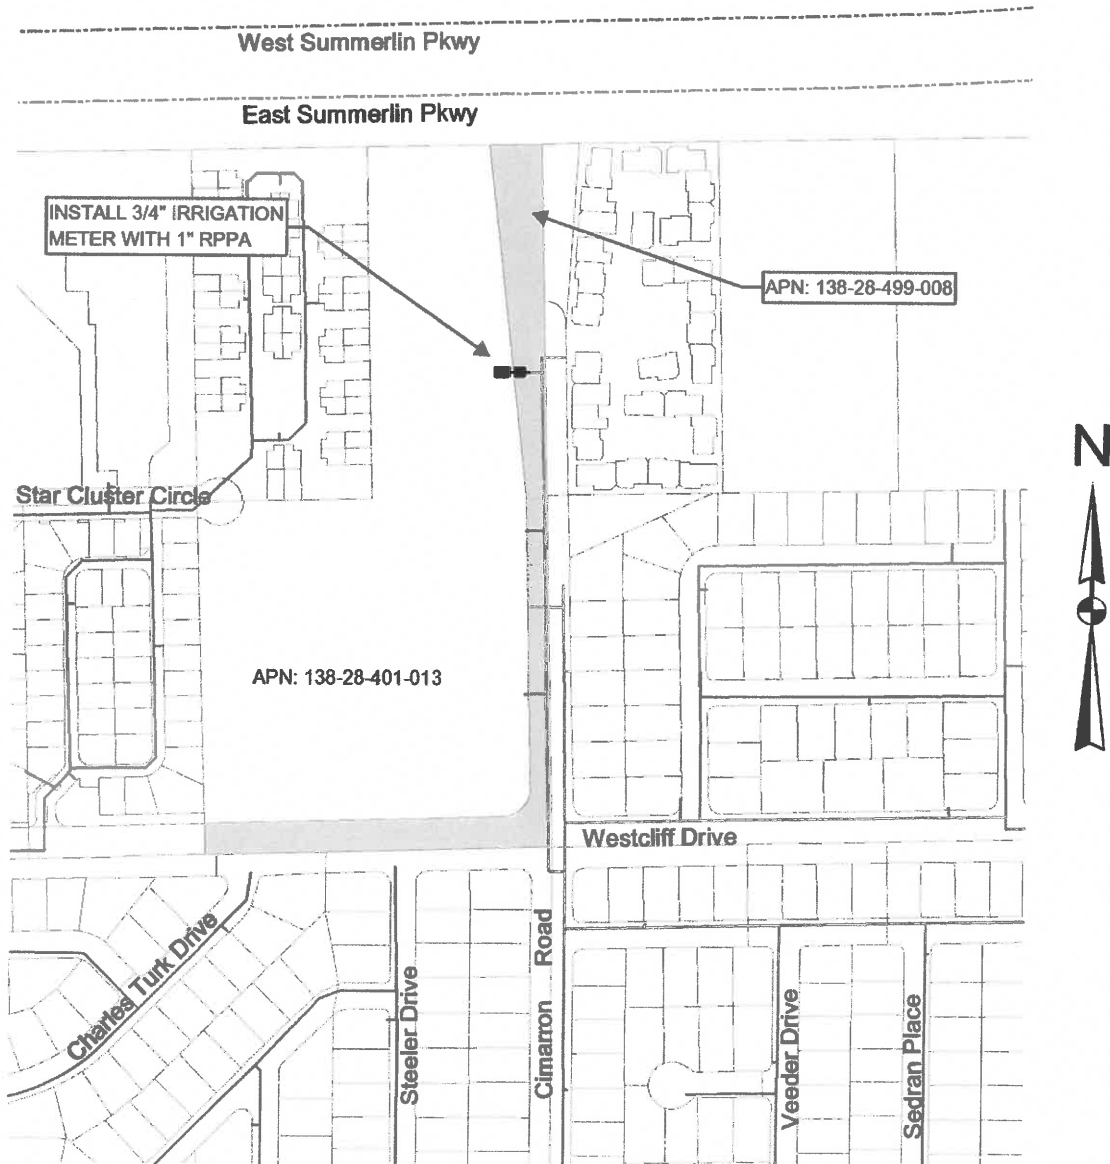 West Summerlin Pkwy
East Summerlin Pkwy
INSTALL 3/4" IRRIGATION
METER WITH 1" RPPA
APN: 138-28-499-008
N
Star Cluster Circle
APN: 138-28-401-013
Westcliff Drive
Charles Turk Drive
Steeler Drive
Cimarron Road
Veeder Drive
Sedran Place